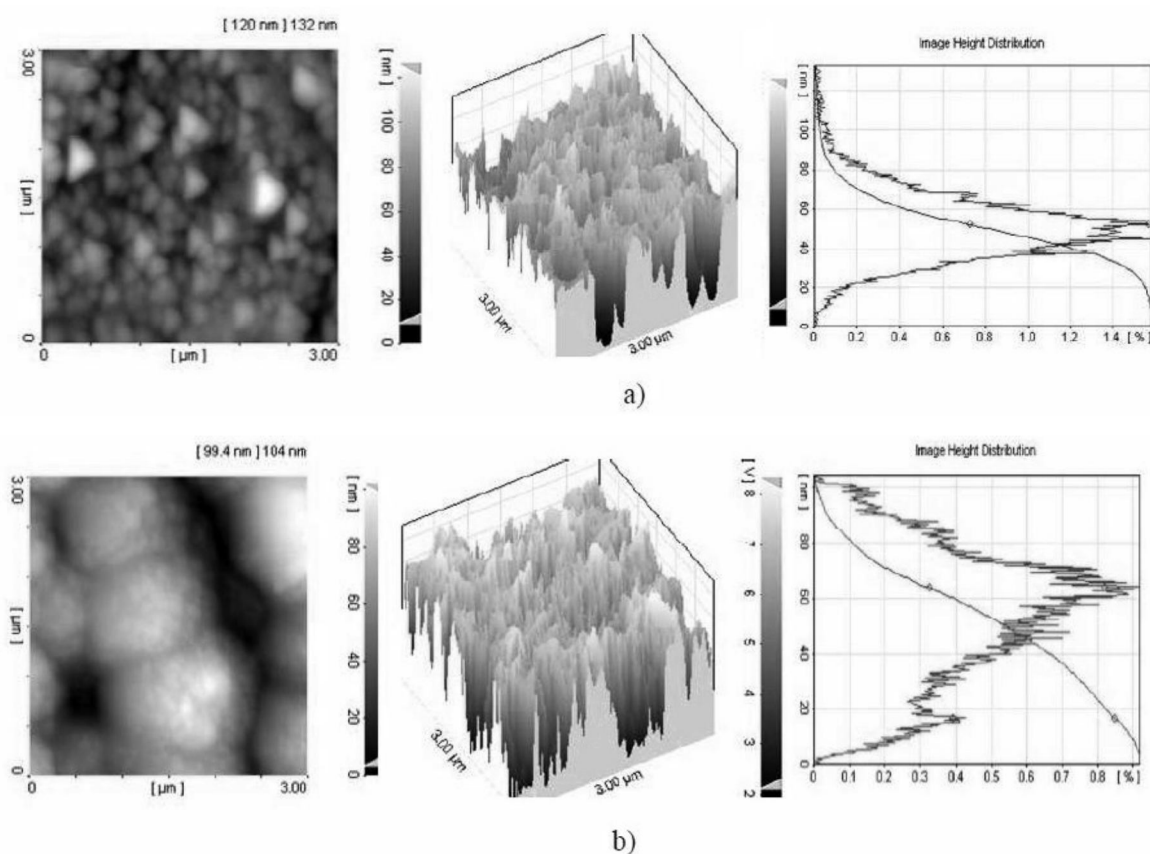 [ 120 nm ] 132 nm
3.00
[ µm ]
0
0
[ µm ]
3.00
[ nm ]
100
80
60
40
20
0
3.00 µm
3.00 µm
Image Height Distribution
[ nm ]
100
80
60
40
20
0
0
0.2
0.4
0.6
0.8
1.0
1.2
1.4
[ % ]
a)
[ 99.4 nm ] 104 nm
3.00
[ µm ]
0
0
[ µm ]
3.00
[ nm ]
80
60
40
20
0
3.00 µm
3.00 µm
[ V ]
8
7
6
5
4
3
2
Image Height Distribution
[ nm ]
80
60
40
20
0
0
0.1
0.2
0.3
0.4
0.5
0.6
0.7
0.8
[ % ]
b)